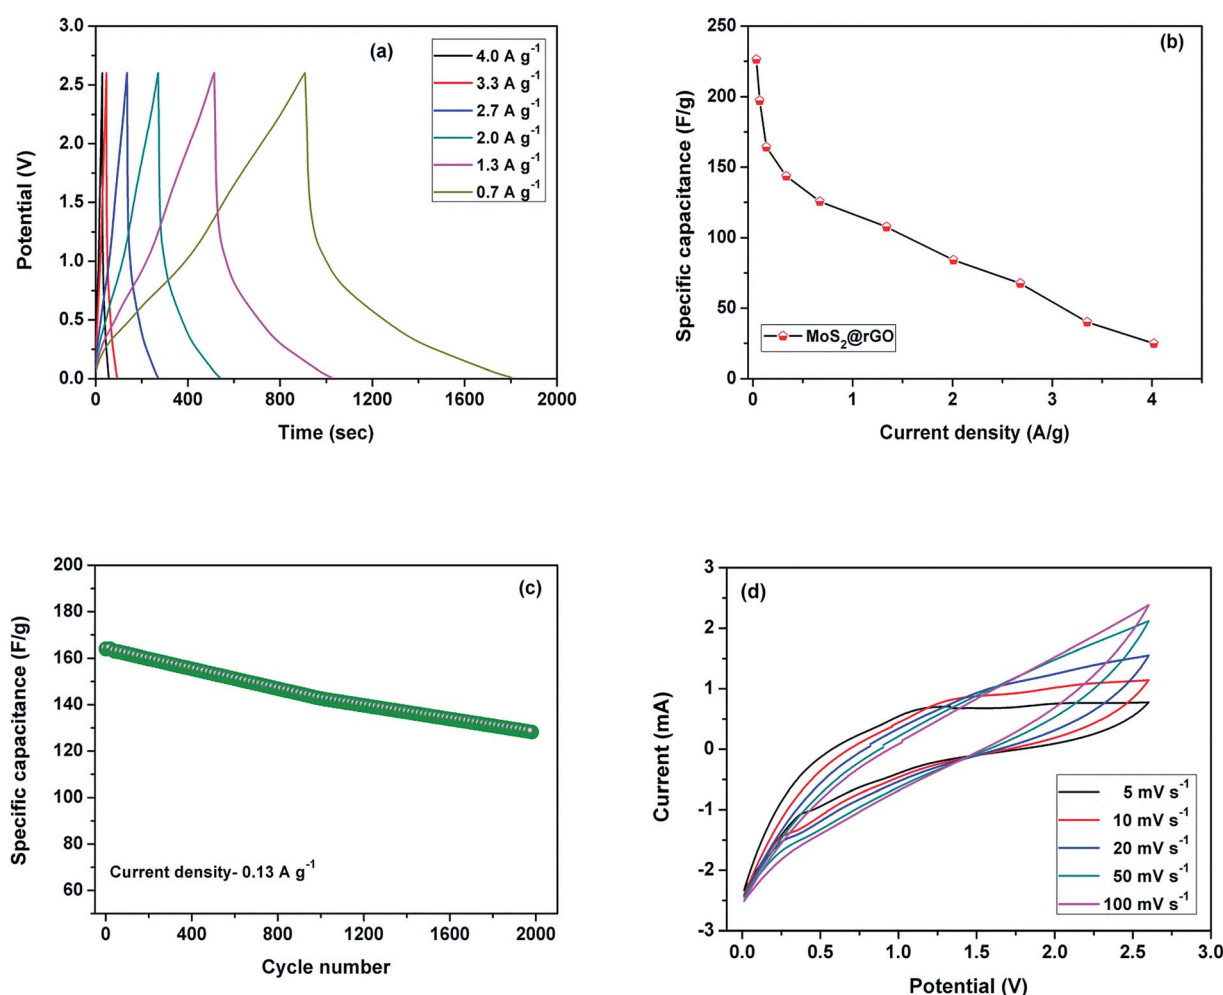 (a)
3.0
2.5
2.0
1.5
1.0
0.5
0.0
Potential (V)
4.0 A g⁻¹
3.3 A g⁻¹
2.7 A g⁻¹
2.0 A g⁻¹
1.3 A g⁻¹
0.7 A g⁻¹
0 400 800 1200 1600 2000
Time (sec)
(b)
250
200
150
100
50
0
Specific capacitance (F/g)
MoS₂@rGO
0 1 2 3 4
Current density (A/g)
(c)
200
180
160
140
120
100
80
60
Specific capacitance (F/g)
Current density- 0.13 A g⁻¹
0 400 800 1200 1600 2000
Cycle number
(d)
3
2
1
0
-1
-2
-3
Current (mA)
5 mV s⁻¹
10 mV s⁻¹
20 mV s⁻¹
50 mV s⁻¹
100 mV s⁻¹
0.0 0.5 1.0 1.5 2.0 2.5 3.0
Potential (V)